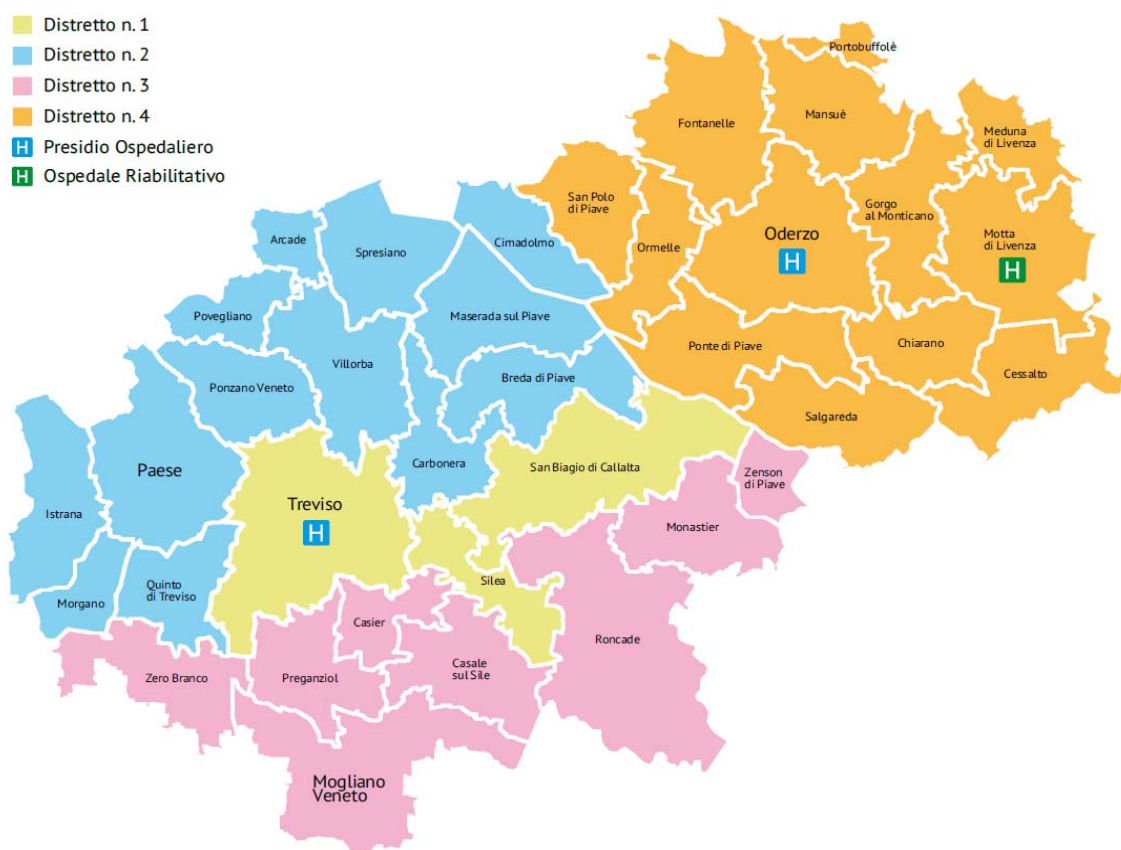 Distretto n. 1
Distretto n. 2
Distretto n. 3
Distretto n. 4
H Presidio Ospedaliero
H Ospedale Riabilitativo
Portobuffolè
Fontanelle
Mansuè
Meduna
di Livenza
San Polo
di Piave
Gorgo
al Monticano
Oderzo
H
Motta
di Livenza
H
Ormelle
Arcade
Spresiano
Cimadolmo
Povegliano
Maserada sul Piave
Villorba
Ponte di Piave
Chiarano
Ponzano Veneto
Breda di Piave
Cessalto
Salgareda
Paese
Carbonera
San Biagio di Callalta
Zenson
di Piave
Istrana
Treviso
H
Monastier
Morgano
Quinto
di Treviso
Silea
Casier
Roncade
Zero Branco
Preganziol
Casale
sul Sile
Mogliano
Veneto